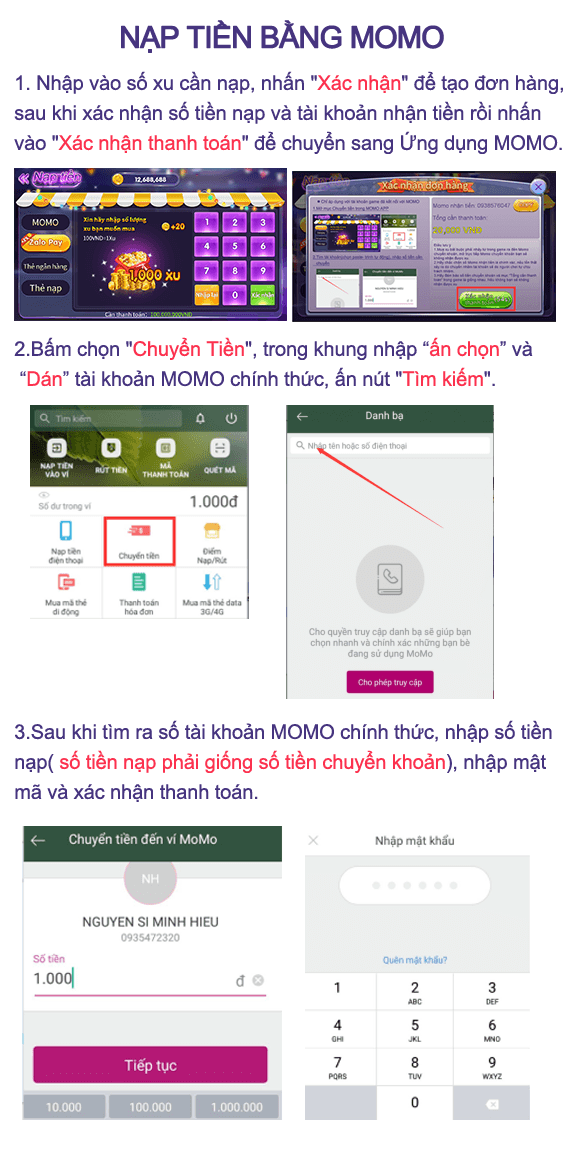 NẠP TIỀN BẰNG MOMO
1. Nhập vào số xu cần nạp, nhấn "Xác nhận" để tạo đơn hàng,
sau khi xác nhận số tiền nạp và tài khoản nhận tiền rồi nhấn
vào "Xác nhận thanh toán" để chuyển sang Ứng dụng MOMO.
Nạp tiền
12,688,688
MOMO
Zalo Pay
Thẻ ngân hàng
Thẻ nạp
Xin hãy nhập số lượng
xu bạn muốn mua
100VND=1Xu
+20
1,000 xu
1 2 3
4 5 6
7 8 9
Nhập lại 0 Xác nhận
Cần thanh toán: 100,000,000VND
Xác nhận đơn hàng
Momo nhận tiền: 0936576047
COPY
Tổng cần thanh toán:
Xác nhận
2.Bấm chọn "Chuyển Tiền", trong khung nhập “ấn chọn” và
“Dán” tài khoản MOMO chính thức, ấn nút "Tìm kiếm".
Tìm kiếm
NẠP TIỀN
VÀO VÍ
RÚT TIỀN
MÃ
THANH TOÁN
QUÉT MÃ
Số dư trong ví
1.000đ
Nạp tiền
điện thoại
Chuyển tiền
Điểm
Nạp/Rút
Mua mã thẻ
di động
Thanh toán
hóa đơn
Mua mã thẻ data
3G/4G
Danh bạ
Nhập tên hoặc số điện thoại
Cho quyền truy cập danh bạ sẽ giúp bạn
chọn nhanh và chính xác những bạn bè
đang sử dụng MoMo
Cho phép truy cập
3.Sau khi tìm ra số tài khoản MOMO chính thức, nhập số tiền
nạp( số tiền nạp phải giống số tiền chuyển khoản), nhập mật
mã và xác nhận thanh toán.
Chuyển tiền đến ví MoMo
NH
NGUYEN SI MINH HIEU
0935472320
Số tiền
1.000 đ
Tiếp tục
10.000 100.000 1.000.000
Nhập mật khẩu
Quên mật khẩu?
1 2 3
ABC DEF
4 5 6
GHI JKL MNO
7 8 9
PQRS TUV WXYZ
0